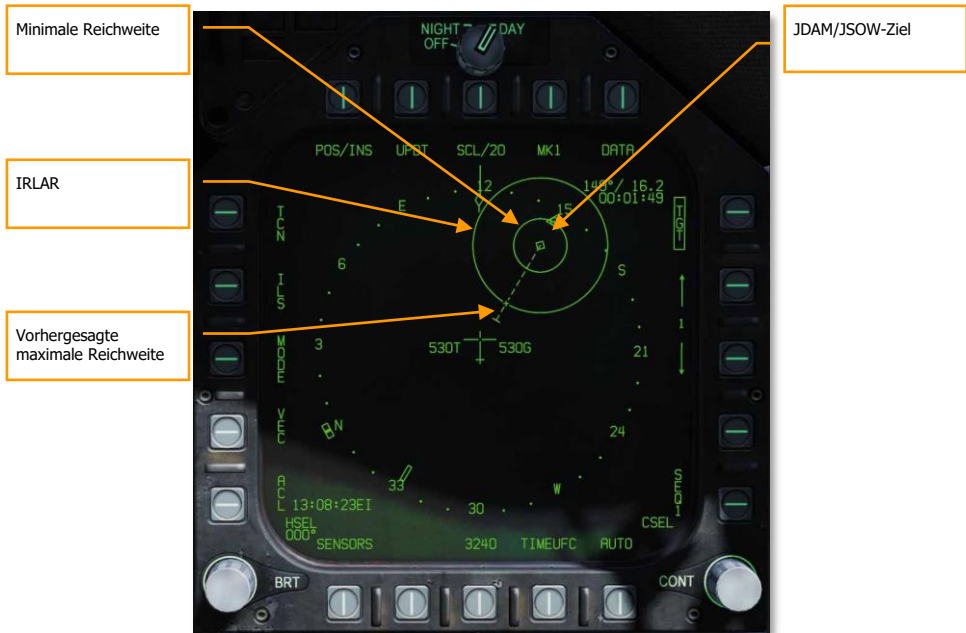 Minimale Reichweite
JDAM/JSOW-Ziel
NIGHT DAY
OFF
POS/INS UPDT SCL/20 MK1 DATA
149°/ 16.2
00:01:49
12
15
E
TCN
TGT
IRLAR
6
S
ILS
1
Vorhergesagte
maximale Reichweite
3
530T 530G
21
MODE
VEC
N
24
33
W
30
ACL
13:08:23EI
SEQ1
HSEL
000°
CSEL
SENSORS 3240 TIMEUFC AUTO
BRT
CONT